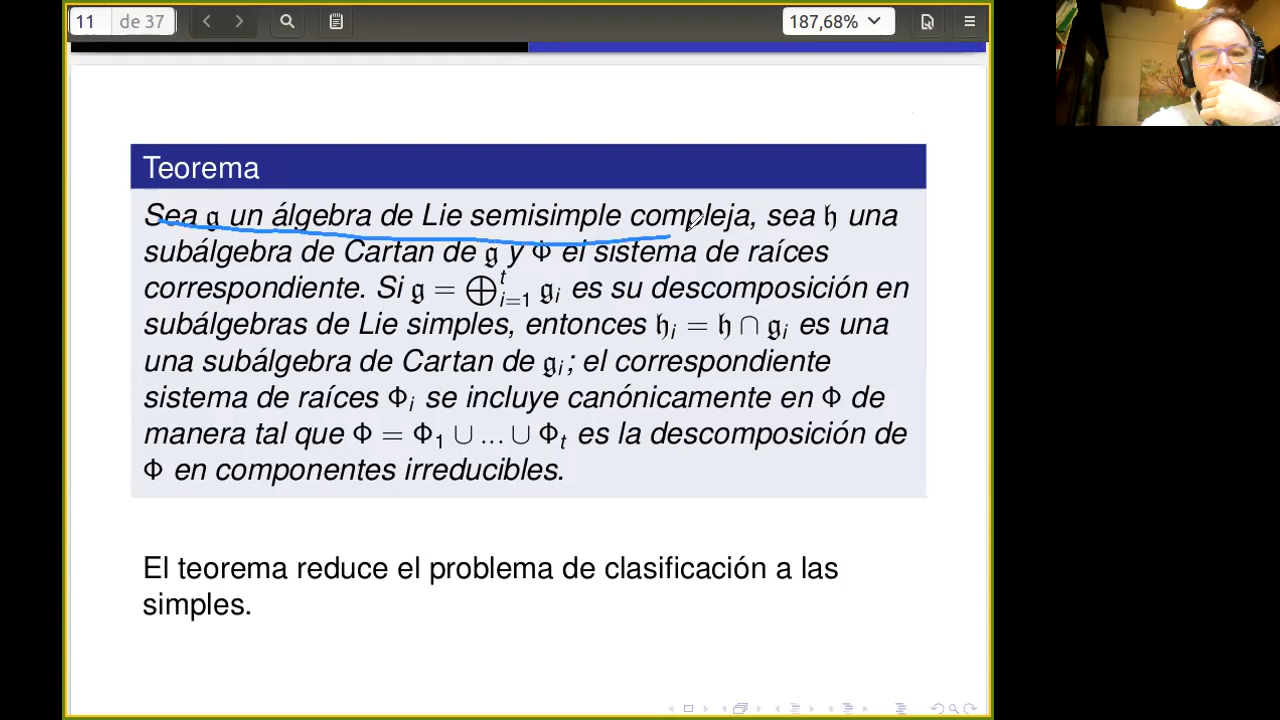 11 de 37 187,68%
Teorema
Sea 𝔤 un álgebra de Lie semisimple compleja, sea 𝔥 una
subálgebra de Cartan de 𝔤 y Φ el sistema de raíces
correspondiente. Si 𝔤 = ⨁ᵗᵢ₌₁ 𝔤ᵢ es su descomposición en
subálgebras de Lie simples, entonces 𝔥ᵢ = 𝔥 ∩ 𝔤ᵢ es una
una subálgebra de Cartan de 𝔤ᵢ; el correspondiente
sistema de raíces Φᵢ se incluye canónicamente en Φ de
manera tal que Φ = Φ₁ ∪ ... ∪ Φₜ es la descomposición de
Φ en componentes irreducibles.
El teorema reduce el problema de clasificación a las
simples.